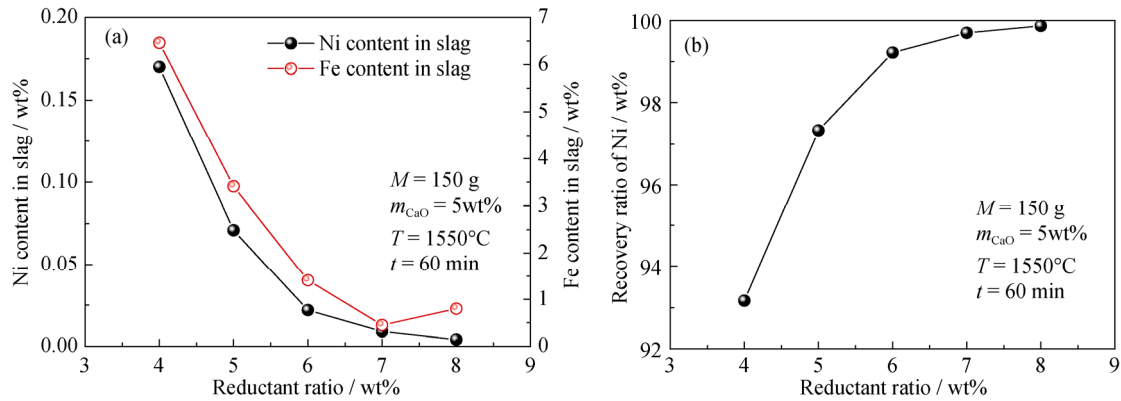 (a)
Ni content in slag
Fe content in slag
M = 150 g
mCaO = 5wt%
T = 1550°C
t = 60 min
Ni content in slag / wt%
0.20
0.15
0.10
0.05
0.00
Fe content in slag / wt%
7
6
5
4
3
2
1
0
3 4 5 6 7 8 9
Reductant ratio / wt%
(b)
M = 150 g
mCaO = 5wt%
T = 1550°C
t = 60 min
Recovery ratio of Ni / wt%
100
98
96
94
92
3 4 5 6 7 8 9
Reductant ratio / wt%